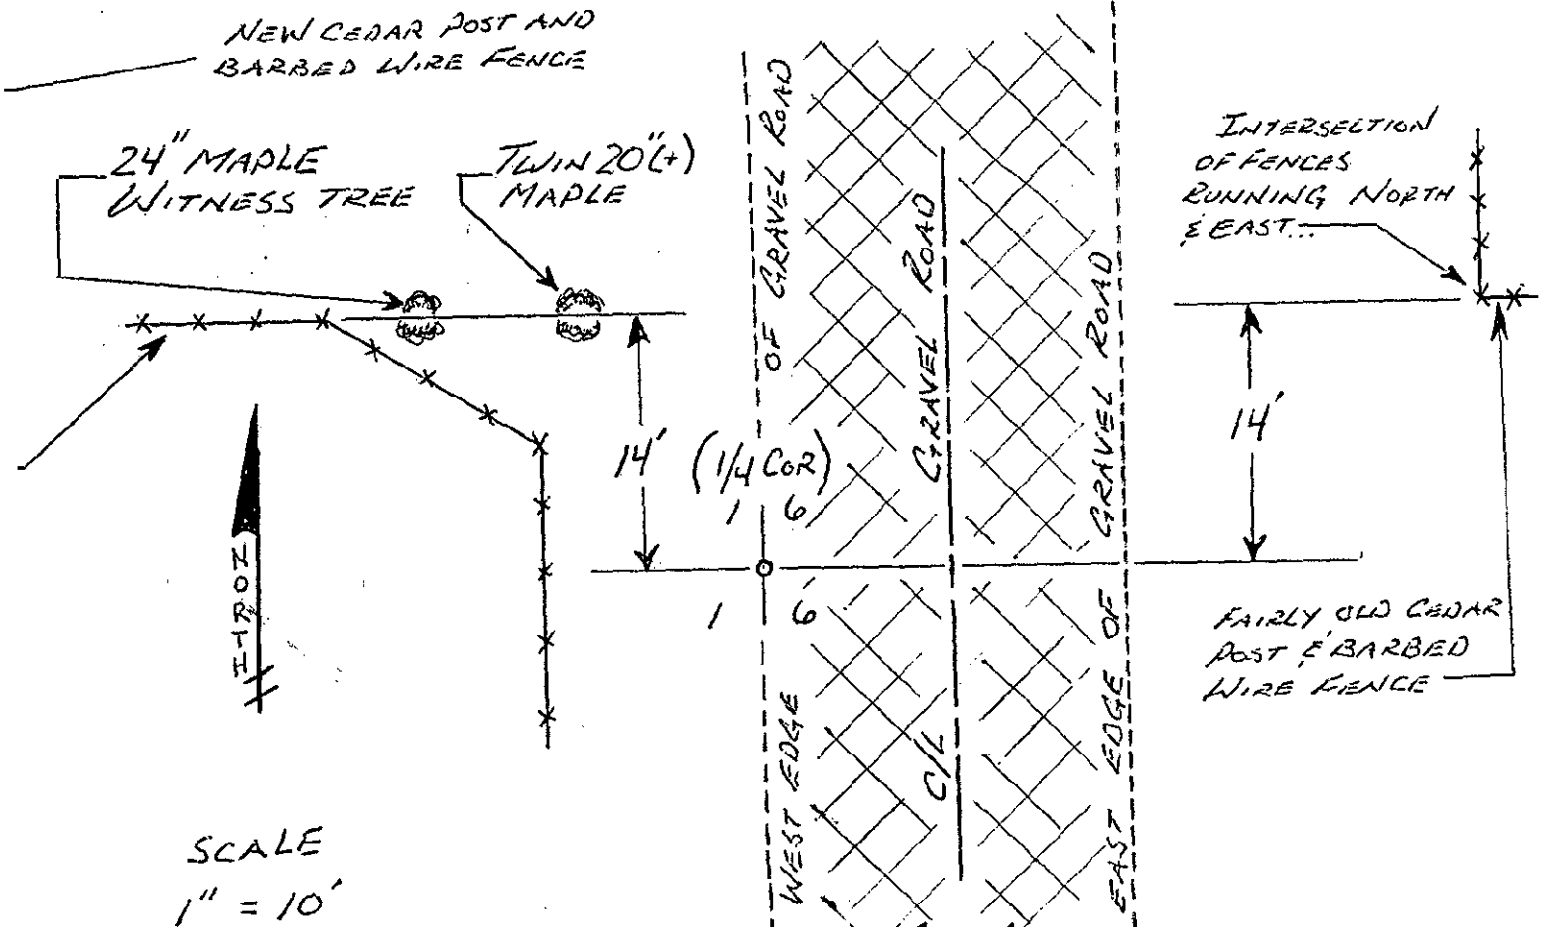 NEW CEDAR POST AND
BARBED WIRE FENCE
24" MAPLE
WITNESS TREE
TWIN 20"(+)
MAPLE
INTERSECTION
OF FENCES
RUNNING NORTH
& EAST...
WEST EDGE OF GRAVEL ROAD
C/L GRAVEL ROAD
EAST EDGE OF GRAVEL ROAD
14'
(1/4 COR)
1 6
1 6
14'
NORTH
FAIRLY OLD CEDAR
POST & BARBED
WIRE FENCE
SCALE
1" = 10'